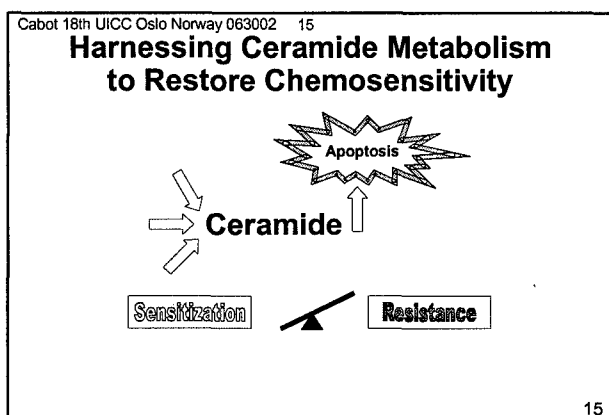 Cabot 18th UICC Oslo Norway 063002 15
Harnessing Ceramide Metabolism
to Restore Chemosensitivity
Apoptosis
Ceramide
Sensitization
Resistance
15